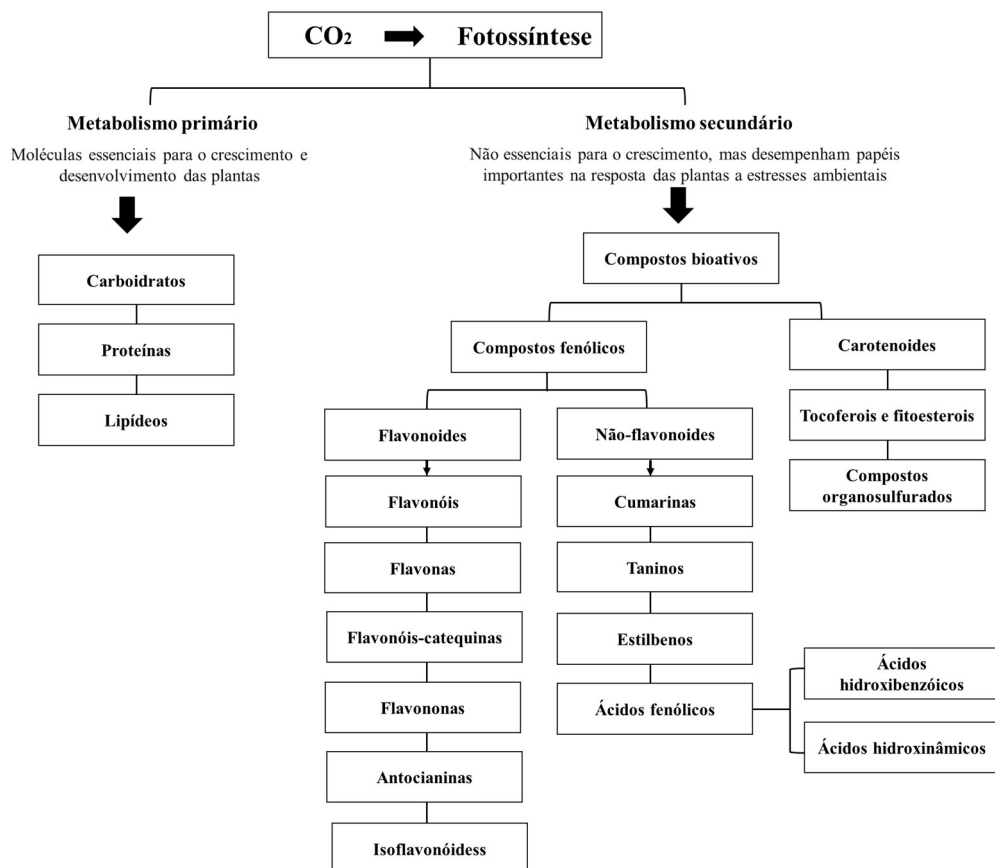 CO₂ Fotossíntese
Metabolismo primário
Moléculas essenciais para o crescimento e
desenvolvimento das plantas
Carboidratos
Proteínas
Lipídeos
Metabolismo secundário
Não essenciais para o crescimento, mas desempenham papéis
importantes na resposta das plantas a estresses ambientais
Compostos bioativos
Compostos fenólicos
Flavonoides
Flavonóis
Flavonas
Flavonóis-catequinas
Flavononas
Antocianinas
Isoflavonóidess
Não-flavonoides
Cumarinas
Taninos
Estilbenos
Ácidos fenólicos
Ácidos
hidroxibenzóicos
Ácidos hidroxinâmicos
Carotenoides
Tocoferois e fitoesterois
Compostos
organosulfurados